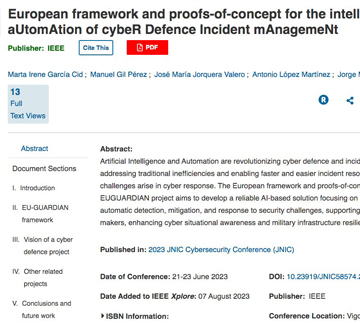 European framework and proofs-of-concept for the intell
aUtomAtion of cybeR Defence Incident mAnagemeNt
Publisher: IEEE
Cite This
PDF
Marta Irene García Cid ; Manuel Gil Pérez ; José María Jorquera Valero ; Antonio López Martínez ; Jorge M
13
Full
Text Views
R
Abstract
Document Sections
I. Introduction
II. EU-GUARDIAN
framework
III. Vision of a cyber
defence project
IV. Other related
projects
V. Conclusions and
future work
Abstract:
Artificial Intelligence and Automation are revolutionizing cyber defence and incid
addressing traditional inefficiencies and enabling faster and easier incident reso
challenges arise in cyber response. The European framework and proofs-of-con
EUGUARDIAN project aims to develop a reliable AI-based solution focusing on
automatic detection, mitigation, and response to security challenges, supporting
makers, enhancing cyber situational awareness and military infrastructure resilie
Published in: 2023 JNIC Cybersecurity Conference (JNIC)
Date of Conference: 21-23 June 2023
DOI: 10.23919/JNIC58574.2
Date Added to IEEE Xplore: 07 August 2023
Publisher: IEEE
ISBN Information:
Conference Location: Vigo